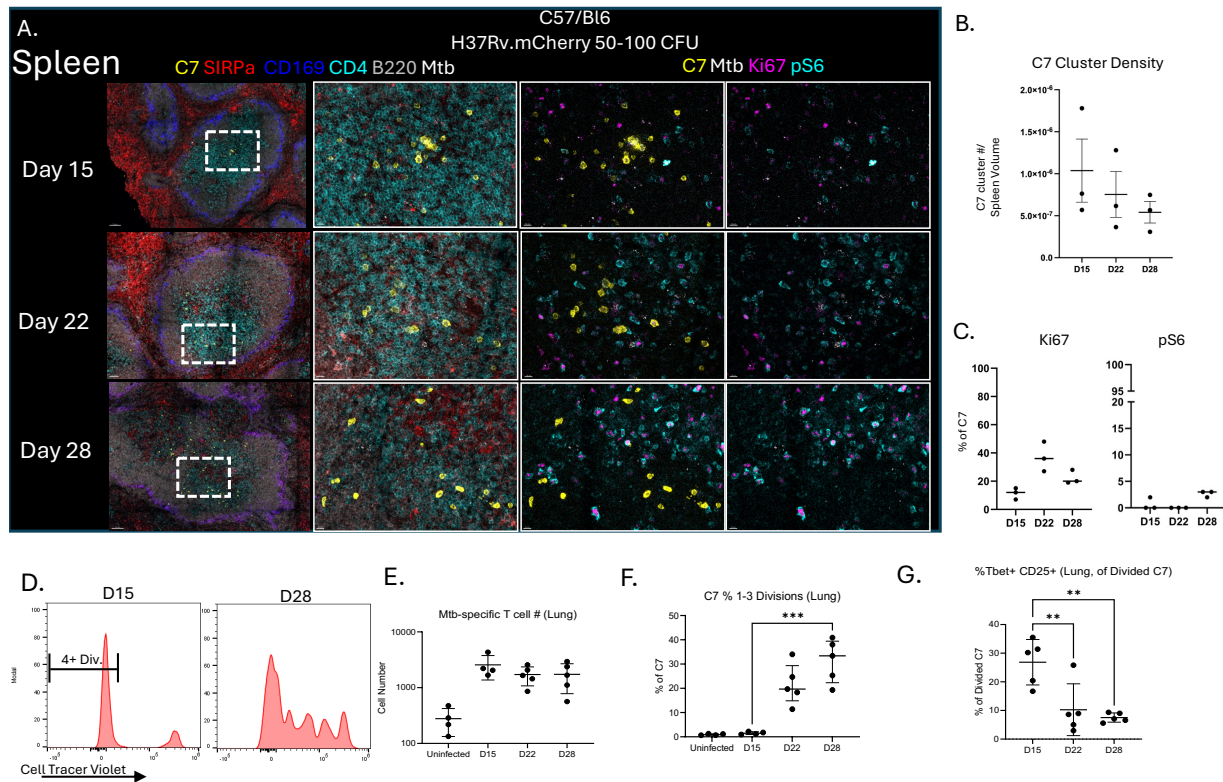 A.
C57/Bl6
H37Rv.mCherry 50-100 CFU
Spleen
C7 SIRPa CD169 CD4 B220 Mtb
C7 Mtb Ki67 pS6
Day 15
Day 22
Day 28
B.
C7 Cluster Density
C7 cluster #/
Spleen Volume
2.0×10⁻⁶
1.5×10⁻⁶
1.0×10⁻⁶
5.0×10⁻⁷
0.0
D15 D22 D28
C.
Ki67
% of C7
100
80
60
40
20
0
D15 D22 D28
pS6
100
95
20
15
10
5
0
D15 D22 D28
D.
D15
Modal
100
80
60
40
20
0
4+ Div.
D28
100
80
60
40
20
0
Cell Tracer Violet
E.
Mtb-specific T cell # (Lung)
Cell Number
10000
1000
100
Uninfected D15 D22 D28
F.
C7 % 1-3 Divisions (Lung)
% of C7
50
40
30
20
10
0
***
Uninfected D15 D22 D28
G.
%Tbet+ CD25+ (Lung, of Divided C7)
% of Divided C7
40
30
20
10
0
**
**
D15 D22 D28